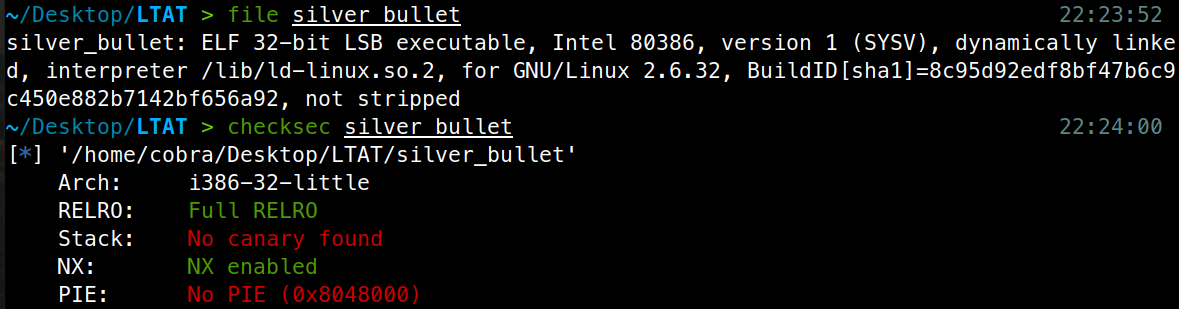 ~/Desktop/LTAT > file silver_bullet 22:23:52
silver_bullet: ELF 32-bit LSB executable, Intel 80386, version 1 (SYSV), dynamically linke
d, interpreter /lib/ld-linux.so.2, for GNU/Linux 2.6.32, BuildID[sha1]=8c95d92edf8bf47b6c9
c450e882b7142bf656a92, not stripped
~/Desktop/LTAT > checksec silver_bullet 22:24:00
[*] '/home/cobra/Desktop/LTAT/silver_bullet'
    Arch:     i386-32-little
    RELRO:    Full RELRO
    Stack:    No canary found
    NX:       NX enabled
    PIE:      No PIE (0x8048000)